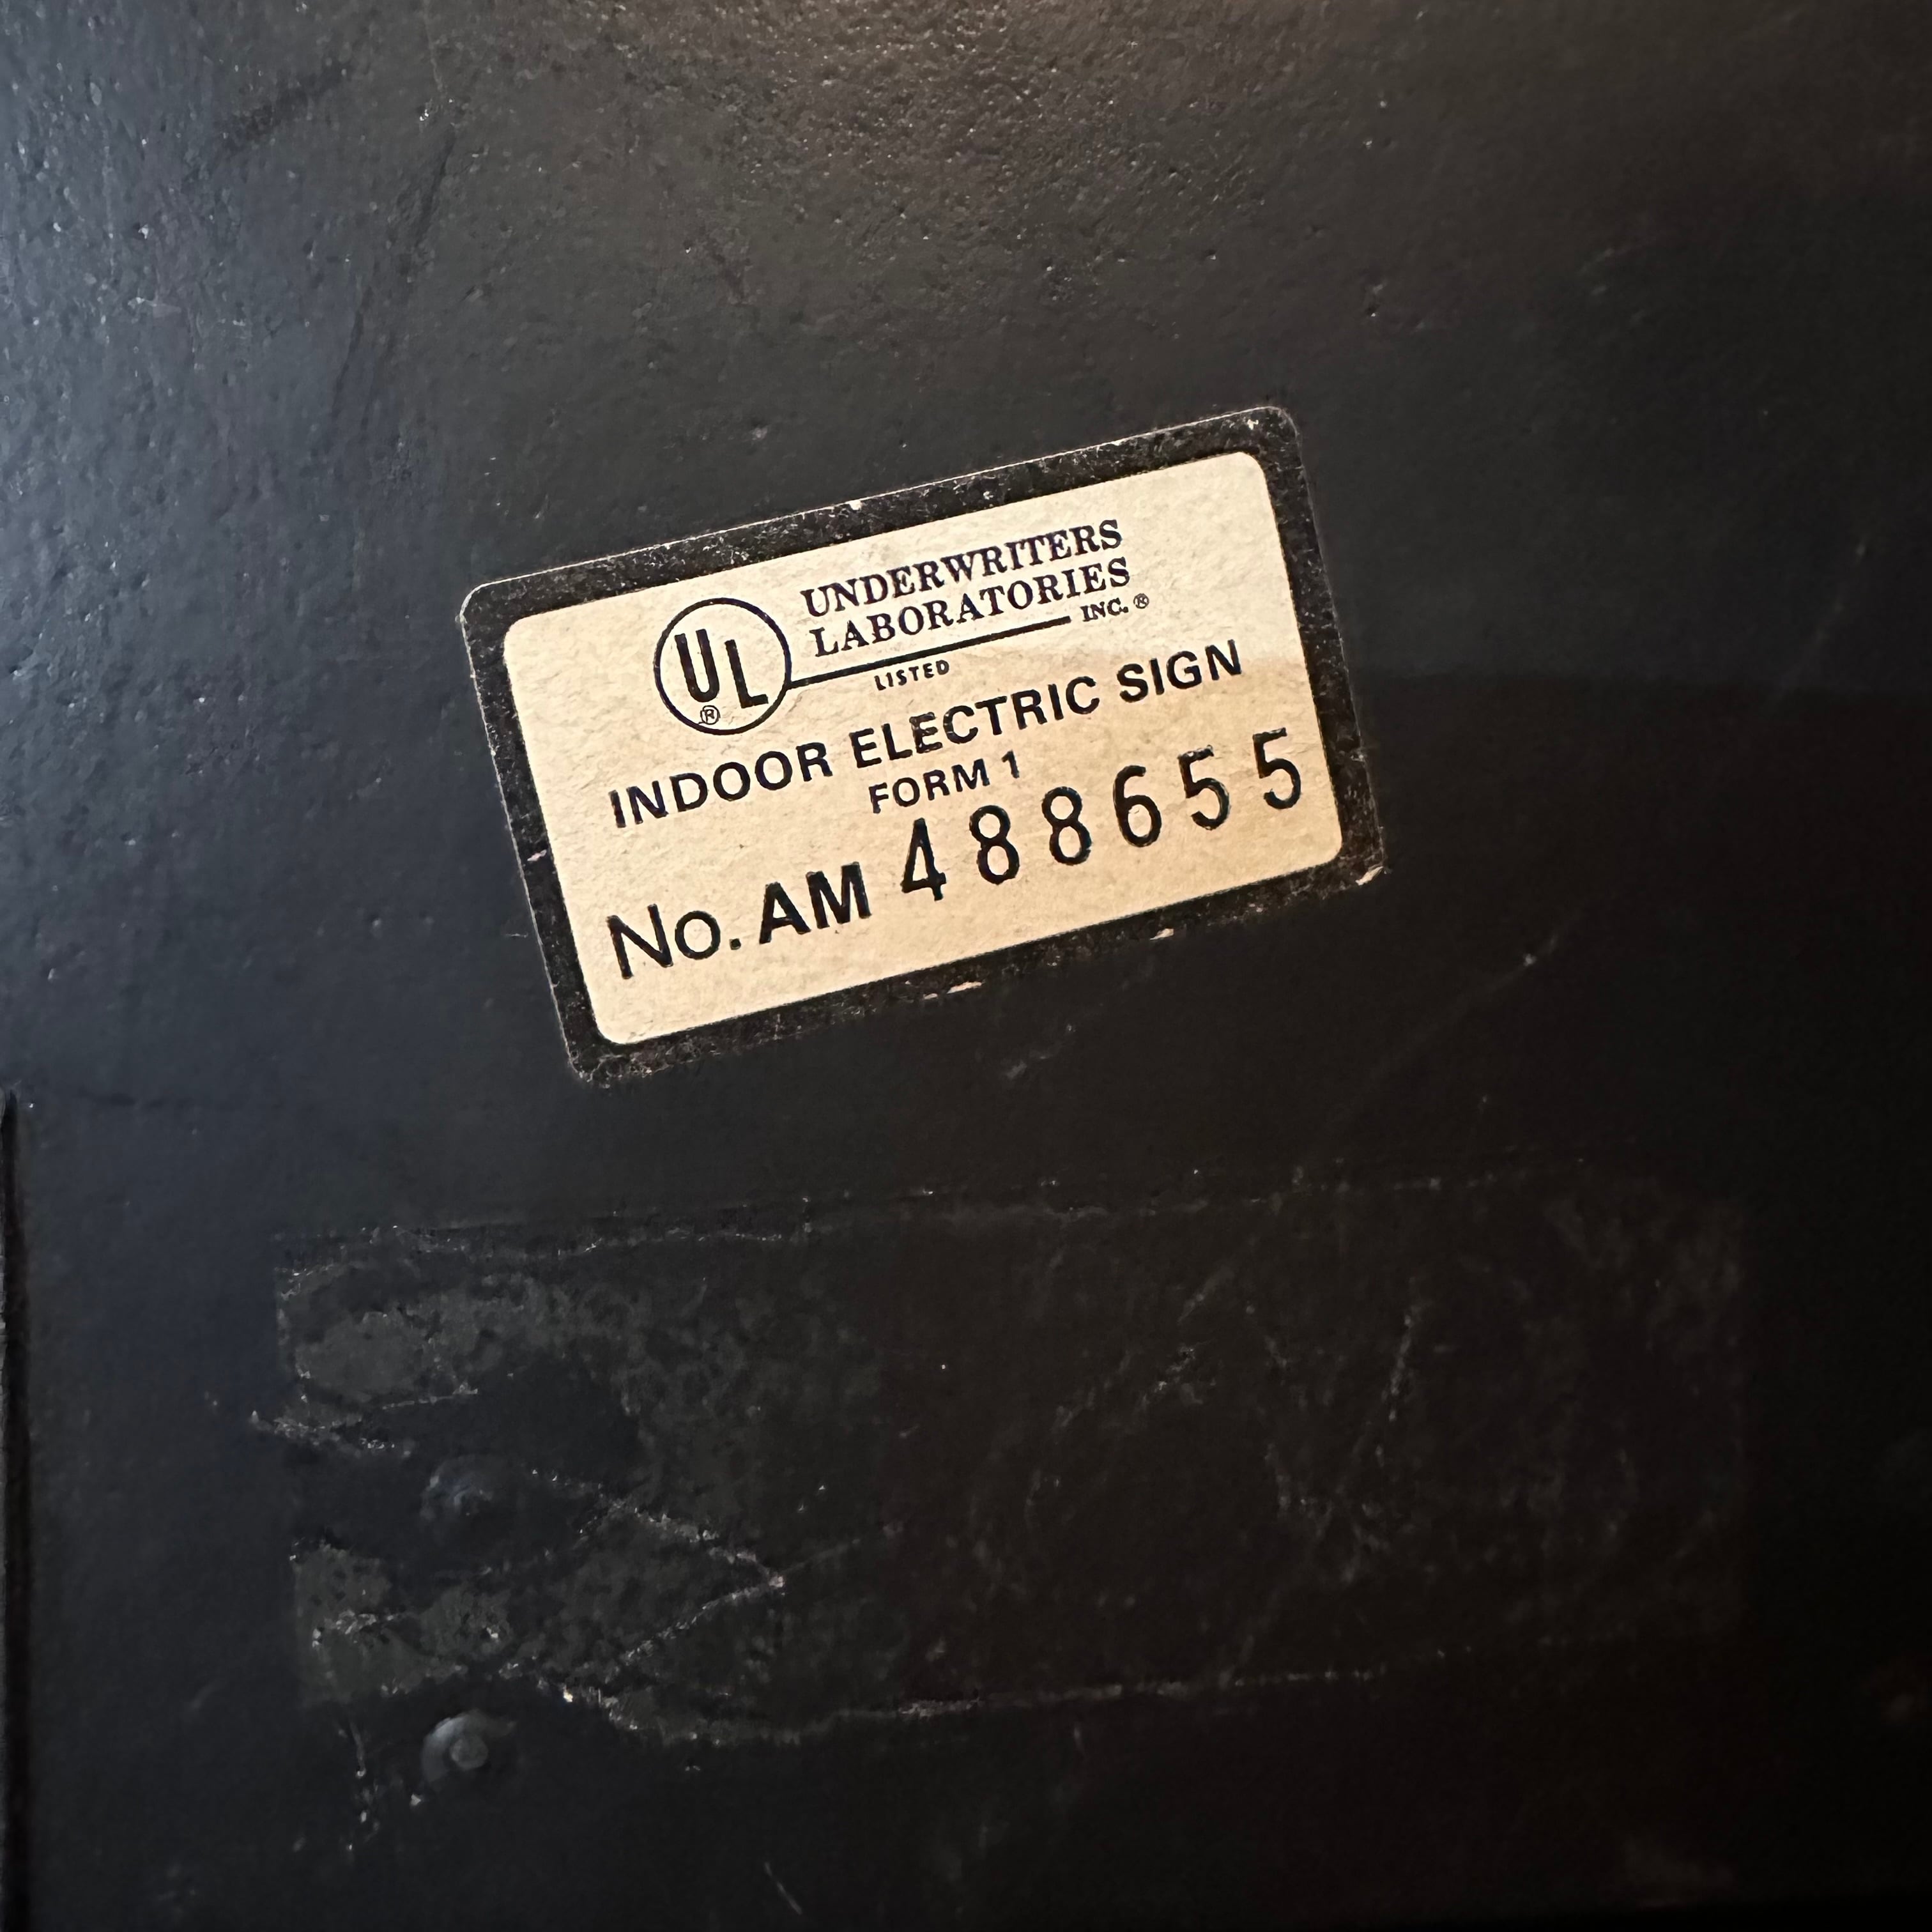 UL ®
UNDERWRITERS
LABORATORIES
INC. ®
LISTED
INDOOR ELECTRIC SIGN
FORM 1
No. AM 488655